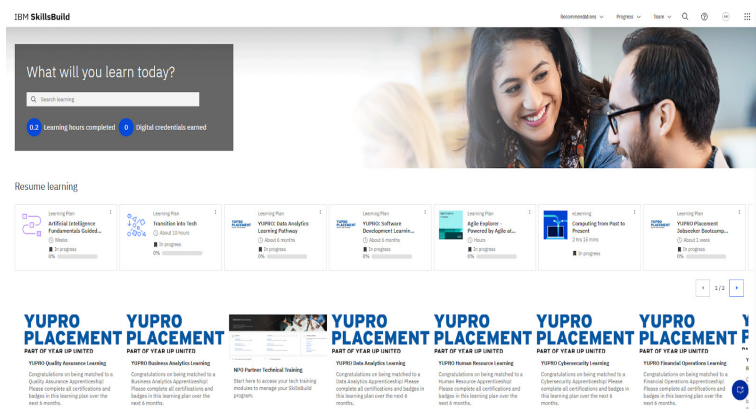 IBM SkillsBuild
Recommendations
Progress
Team
What will you learn today?
Search learning
0.2 Learning hours completed 0 Digital credentials earned
Resume learning
Learning Plan
Artificial Intelligence
Fundamentals Guided...
Weeks
In progress
0%
Learning Plan
Transition into Tech
About 10 hours
In progress
0%
YUPRO
PLACEMENT
Learning Plan
YUPRO: Data Analytics
Learning Pathway
About 6 months
In progress
0%
YUPRO
PLACEMENT
Learning Plan
YUPRO: Software
Development Learnin...
About 6 months
In progress
0%
Learning Plan
Agile Explorer -
Powered by Agile at...
Hours
In progress
0%
eLearning
Computing from Past to
Present
2 hrs 16 mins
In progress
YUPRO
PLACEMENT
Learning Plan
YUPRO Placement
Jobseeker Bootcamp...
About 1 week
In progress
0%
1/2
YUPRO
PLACEMENT
PART OF YEAR UP UNITED
YUPRO Quality Assurance Learning
Congratulations on being matched to a
Quality Assurance Apprenticeship! Please
complete all certifications and badges
in this learning plan over the next
6 months.
YUPRO
PLACEMENT
PART OF YEAR UP UNITED
YUPRO Business Analytics Learning
Congratulations on being matched to a
Business Analytics Apprenticeship! Please
complete all certifications and badges
in this learning plan over the
next 6 months.
NPO Partner Technical Training
Start here to access your tech training
modules to manage your SkillsBuild
program.
YUPRO
PLACEMENT
PART OF YEAR UP UNITED
YUPRO Data Analytics Learning
Congratulations on being matched to a
Data Analytics Apprenticeship! Please
complete all certifications and badges in
this learning plan over the next
6 months.
YUPRO
PLACEMENT
PART OF YEAR UP UNITED
YUPRO Human Resource Learning
Congratulations on being matched to a
Human Resource Apprenticeship! Please
complete all certifications and badges
in this learning plan over the
next 6 months.
YUPRO
PLACEMENT
PART OF YEAR UP UNITED
YUPRO Cybersecurity Learning
Congratulations on being matched to a
Cybersecurity Apprenticeship! Please
complete all certifications and badges
in this learning plan over the next
6 months.
YUPRO
PLACEMENT
PART OF YEAR UP UNITED
YUPRO Financial Operations Learning
Congratulations on being matched to a
Financial Operations Apprenticeship!
Please complete all certifications and
badges in this learning plan over the
next 6 months.